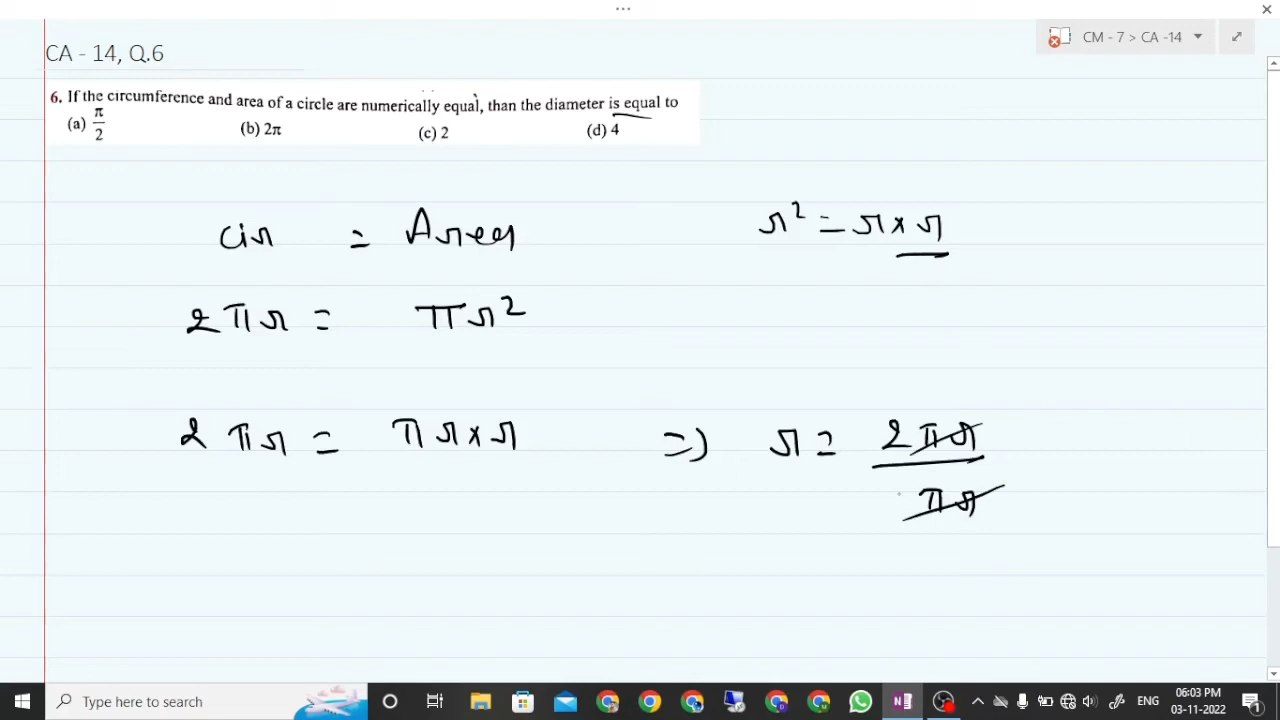 CM - 7 > CA -14
CA - 14, Q.6
6. If the circumference and area of a circle are numerically equal, than the diameter is equal to
(a) π/2 (b) 2π (c) 2 (d) 4
cir = Area r² = r × r
2πr = πr²
2πr = πr × r => r = 2πr/πr
Type here to search ENG 06:03 PM
03-11-2022 1